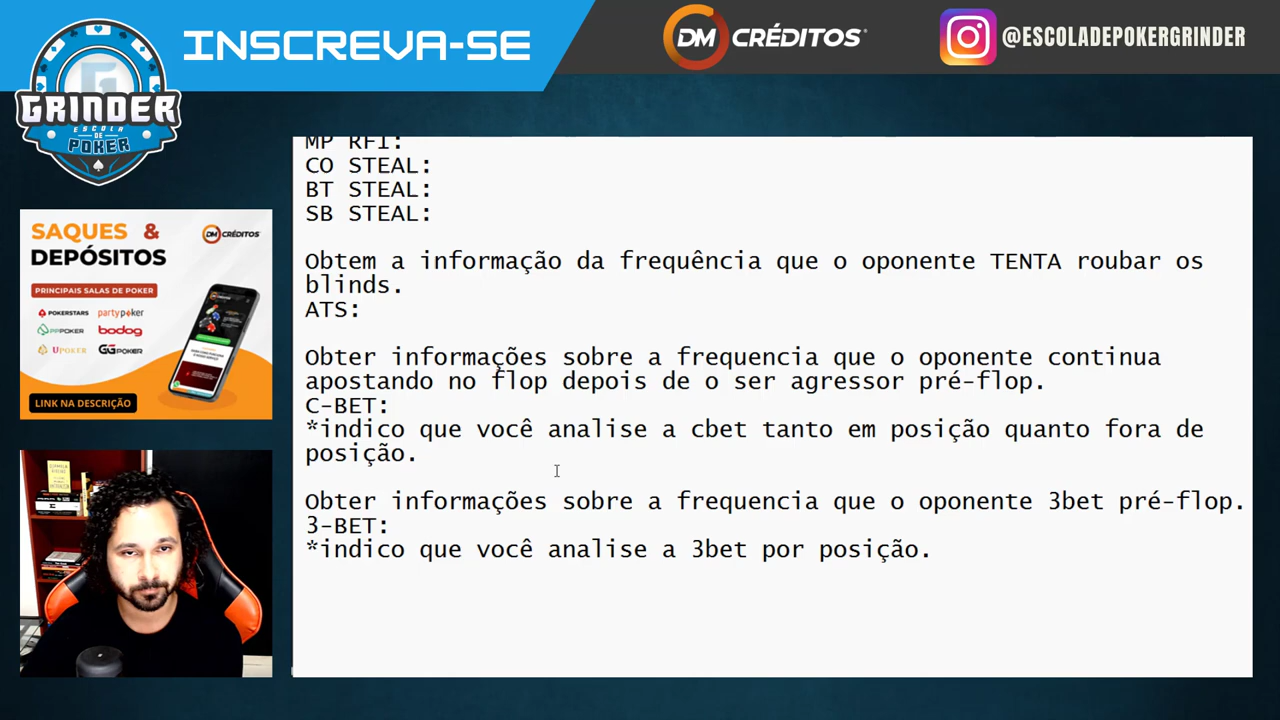 INSCREVA-SE
DM CRÉDITOS
@ESCOLADEPOKERGRINDER
GRINDER
ESCOLA
DE
POKER
SAQUES &
DEPÓSITOS
DM CRÉDITOS
PRINCIPAIS SALAS DE POKER
POKERSTARS
partypoker
PPPOKER
bodog
UPOKER
GGPOKER
LINK NA DESCRIÇÃO
MP RFI:
CO STEAL:
BT STEAL:
SB STEAL:
Obtem a informação da frequência que o oponente TENTA roubar os
blinds.
ATS:
Obter informações sobre a frequencia que o oponente continua
apostando no flop depois de o ser agressor pré-flop.
C-BET:
*indico que você analise a cbet tanto em posição quanto fora de
posição.
Obter informações sobre a frequencia que o oponente 3bet pré-flop.
3-BET:
*indico que você analise a 3bet por posição.